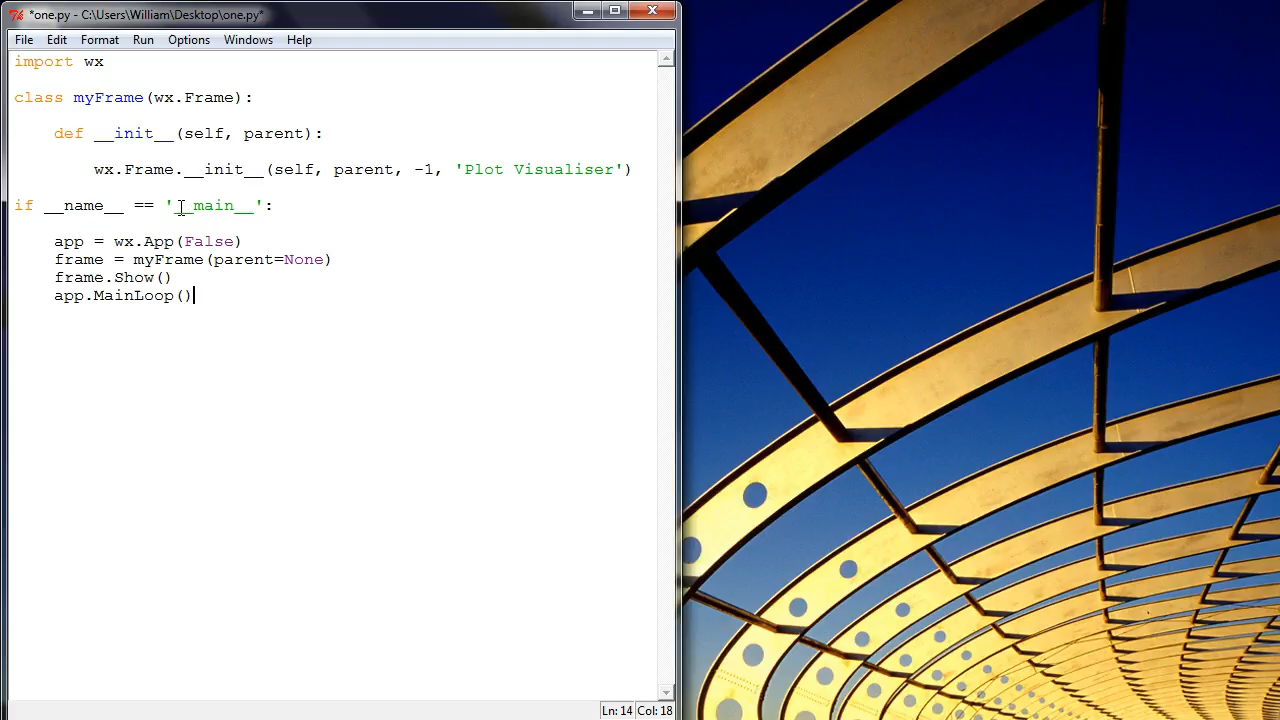 *one.py - C:\Users\William\Desktop\one.py*
File Edit Format Run Options Windows Help
import wx
class myFrame(wx.Frame):
def __init__(self, parent):
wx.Frame.__init__(self, parent, -1, 'Plot Visualiser')
if __name__ == '__main__':
app = wx.App(False)
frame = myFrame(parent=None)
frame.Show()
app.MainLoop()
Ln: 14 Col: 18